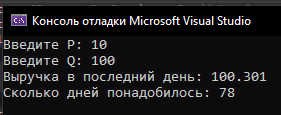 Консоль отладки Microsoft Visual Studio
Введите P: 10
Введите Q: 100
Выручка в последний день: 100.301
Сколько дней понадобилось: 78